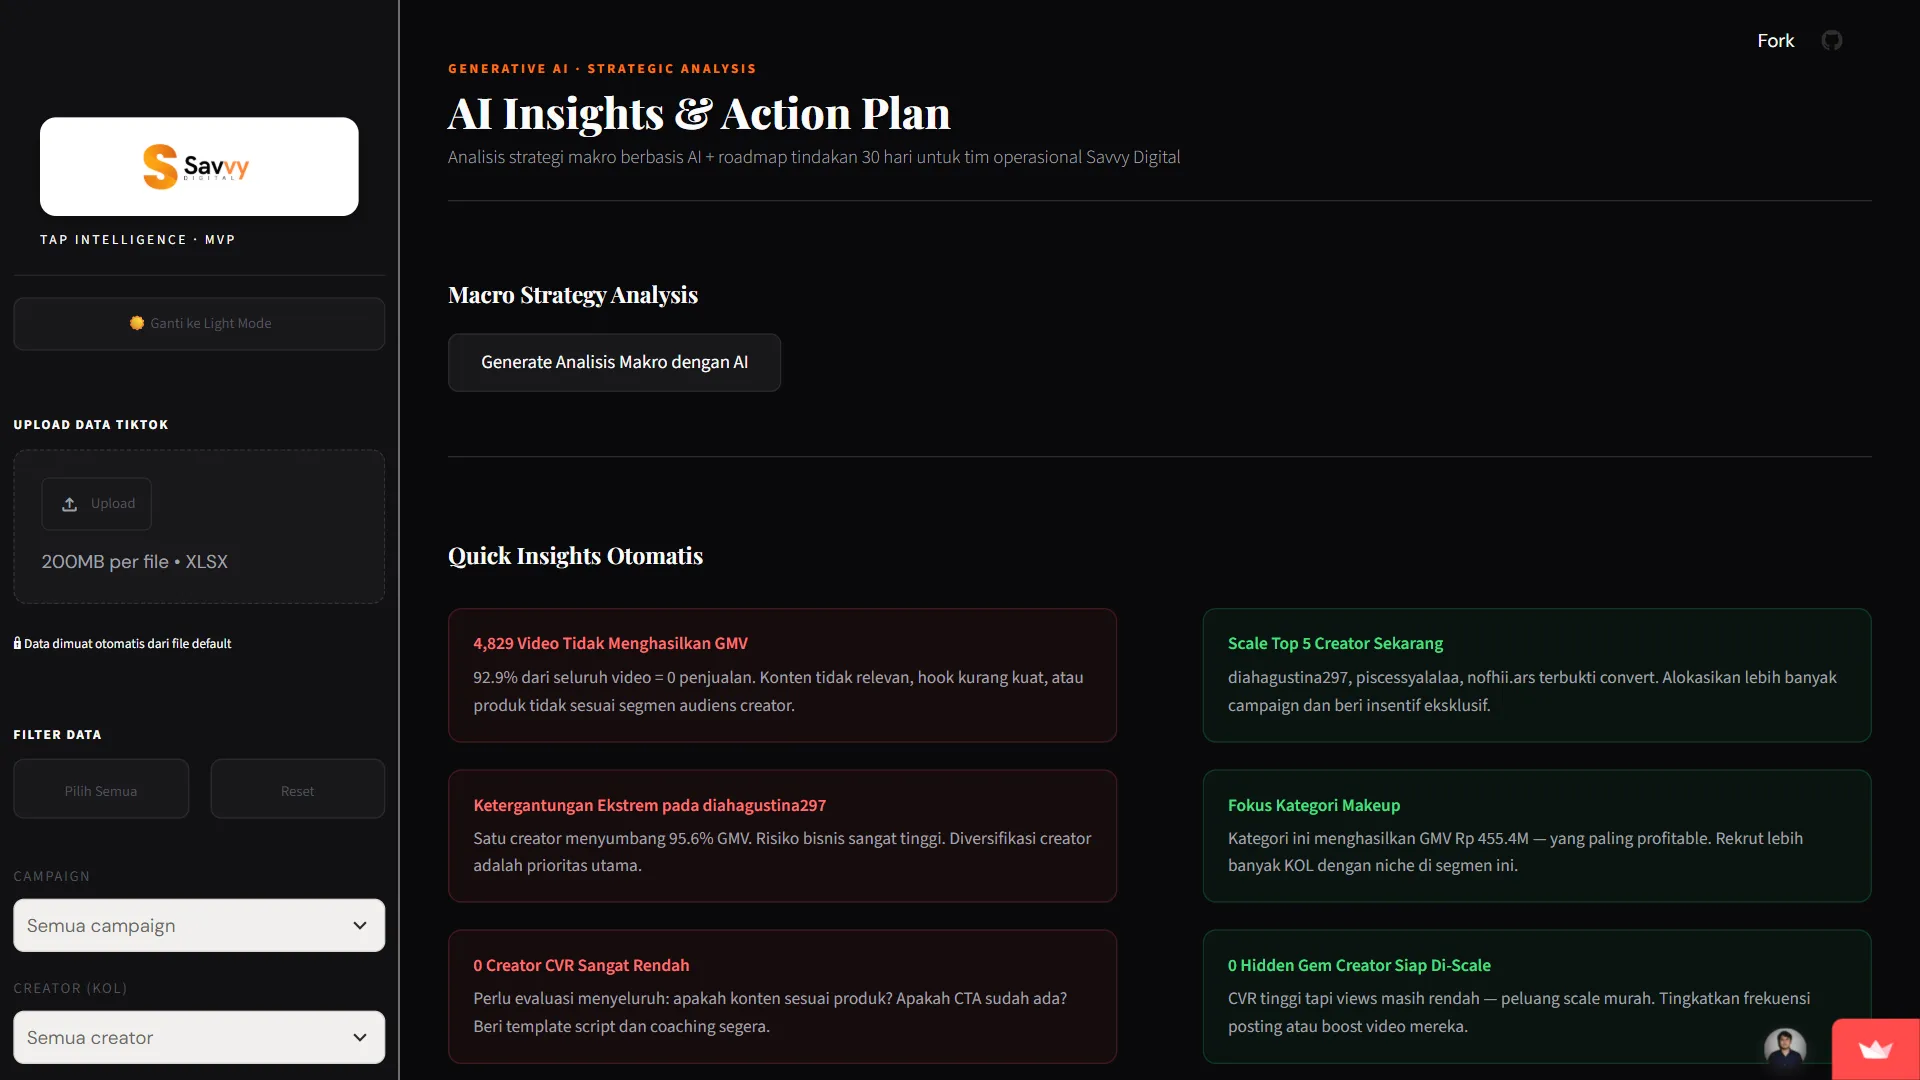 Savvy
DIGITAL
TAP INTELLIGENCE · MVP
Ganti ke Light Mode
UPLOAD DATA TIKTOK
Upload
200MB per file • XLSX
Data dimuat otomatis dari file default
FILTER DATA
Pilih Semua
Reset
CAMPAIGN
Semua campaign
CREATOR (KOL)
Semua creator
Fork
GENERATIVE AI · STRATEGIC ANALYSIS
AI Insights & Action Plan
Analisis strategi makro berbasis AI + roadmap tindakan 30 hari untuk tim operasional Savvy Digital
Macro Strategy Analysis
Generate Analisis Makro dengan AI
Quick Insights Otomatis
4,829 Video Tidak Menghasilkan GMV
92.9% dari seluruh video = 0 penjualan. Konten tidak relevan, hook kurang kuat, atau
produk tidak sesuai segmen audiens creator.
Scale Top 5 Creator Sekarang
diahagustina297, piscessyalalaa, nofhii.ars terbukti convert. Alokasikan lebih banyak
campaign dan beri insentif eksklusif.
Ketergantungan Ekstrem pada diahagustina297
Satu creator menyumbang 95.6% GMV. Risiko bisnis sangat tinggi. Diversifikasi creator
adalah prioritas utama.
Fokus Kategori Makeup
Kategori ini menghasilkan GMV Rp 455.4M — yang paling profitable. Rekrut lebih
banyak KOL dengan niche di segmen ini.
0 Creator CVR Sangat Rendah
Perlu evaluasi menyeluruh: apakah konten sesuai produk? Apakah CTA sudah ada?
Beri template script dan coaching segera.
0 Hidden Gem Creator Siap Di-Scale
CVR tinggi tapi views masih rendah — peluang scale murah. Tingkatkan frekuensi
posting atau boost video mereka.